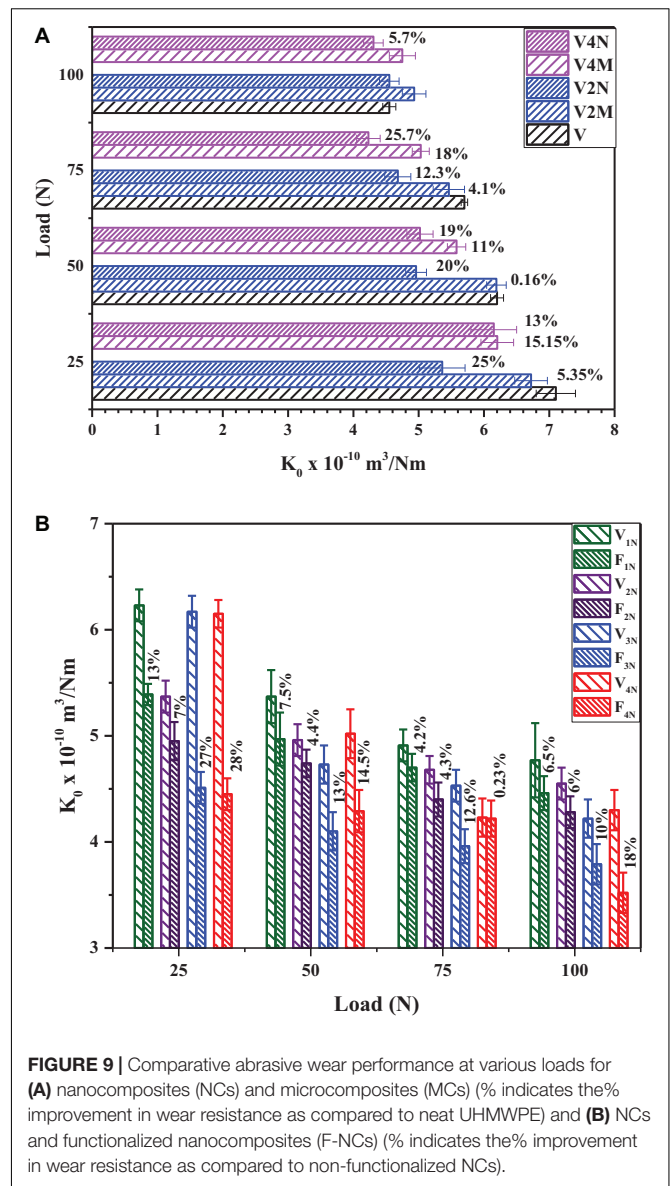 A
5.7%
V4N
V4M
V2N
V2M
V
100
25.7%
18%
75
12.3%
4.1%
19%
11%
50
20%
0.16%
13%
15.15%
25
25%
5.35%
Load (N)
0 1 2 3 4 5 6 7 8
K₀ x 10⁻¹⁰ m³/Nm
B
7
V₁N
F₁N
V₂N
F₂N
V₃N
F₃N
V₄N
F₄N
6
13%
7%
27%
28%
7.5%
4.4%
13%
14.5%
4.2%
4.3%
12.6%
0.23%
6.5%
6%
10%
18%
5
4
3
K₀ x 10⁻¹⁰ m³/Nm
25 50 75 100
Load (N)
FIGURE 9 | Comparative abrasive wear performance at various loads for
(A) nanocomposites (NCs) and microcomposites (MCs) (% indicates the%
improvement in wear resistance as compared to neat UHMWPE) and (B) NCs
and functionalized nanocomposites (F-NCs) (% indicates the% improvement
in wear resistance as compared to non-functionalized NCs).